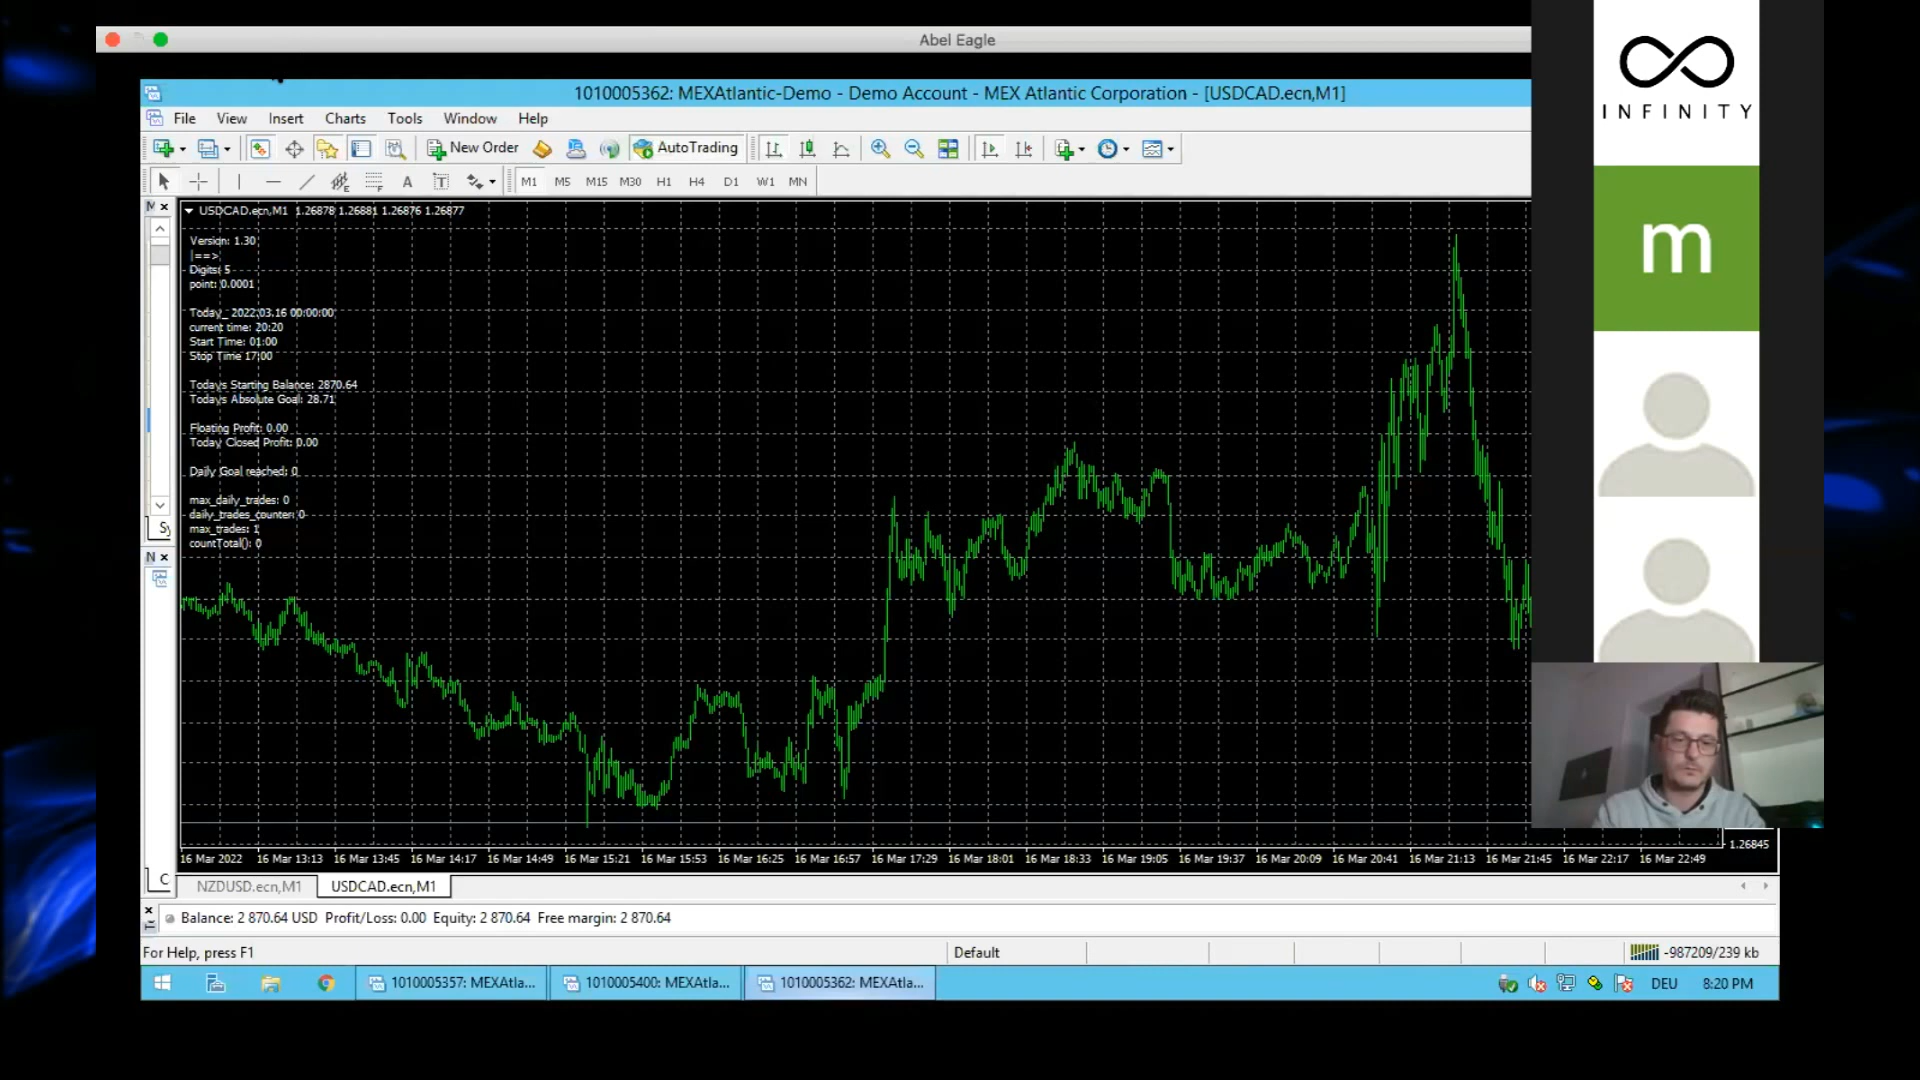 Abel Eagle
1010005362: MEXAtlantic-Demo - Demo Account - MEX Atlantic Corporation - [USDCAD.ecn,M1]
File View Insert Charts Tools Window Help
New Order AutoTrading
A T M1 M5 M15 M30 H1 H4 D1 W1 MN
USDCAD.ecn,M1 1.26878 1.26881 1.26876 1.26877
Version: 1.30
|==>
Digits: 5
point: 0.0001
Today_ 2022.03.16 00:00:00
current time: 20:20
Start Time: 01:00
Stop Time 17:00
Todays Starting Balance: 2870.64
Todays Absolute Goal: 28.71
Floating Profit: 0.00
Today Closed Profit: 0.00
Daily Goal reached: 0
max_daily_trades: 0
daily_trades_counter: 0
max_trades: 1
countTotal(): 0
M
Sy
N
C
1.26845
16 Mar 2022 16 Mar 13:13 16 Mar 13:45 16 Mar 14:17 16 Mar 14:49 16 Mar 15:21 16 Mar 15:53 16 Mar 16:25 16 Mar 16:57 16 Mar 17:29 16 Mar 18:01 16 Mar 18:33 16 Mar 19:05 16 Mar 19:37 16 Mar 20:09 16 Mar 20:41 16 Mar 21:13 16 Mar 21:45 16 Mar 22:17 16 Mar 22:49
NZDUSD.ecn,M1 USDCAD.ecn,M1
Balance: 2 870.64 USD Profit/Loss: 0.00 Equity: 2 870.64 Free margin: 2 870.64
For Help, press F1 Default -987209/239 kb
1010005357: MEXAtla... 1010005400: MEXAtla... 1010005362: MEXAtla... DEU 8:20 PM
INFINITY
m